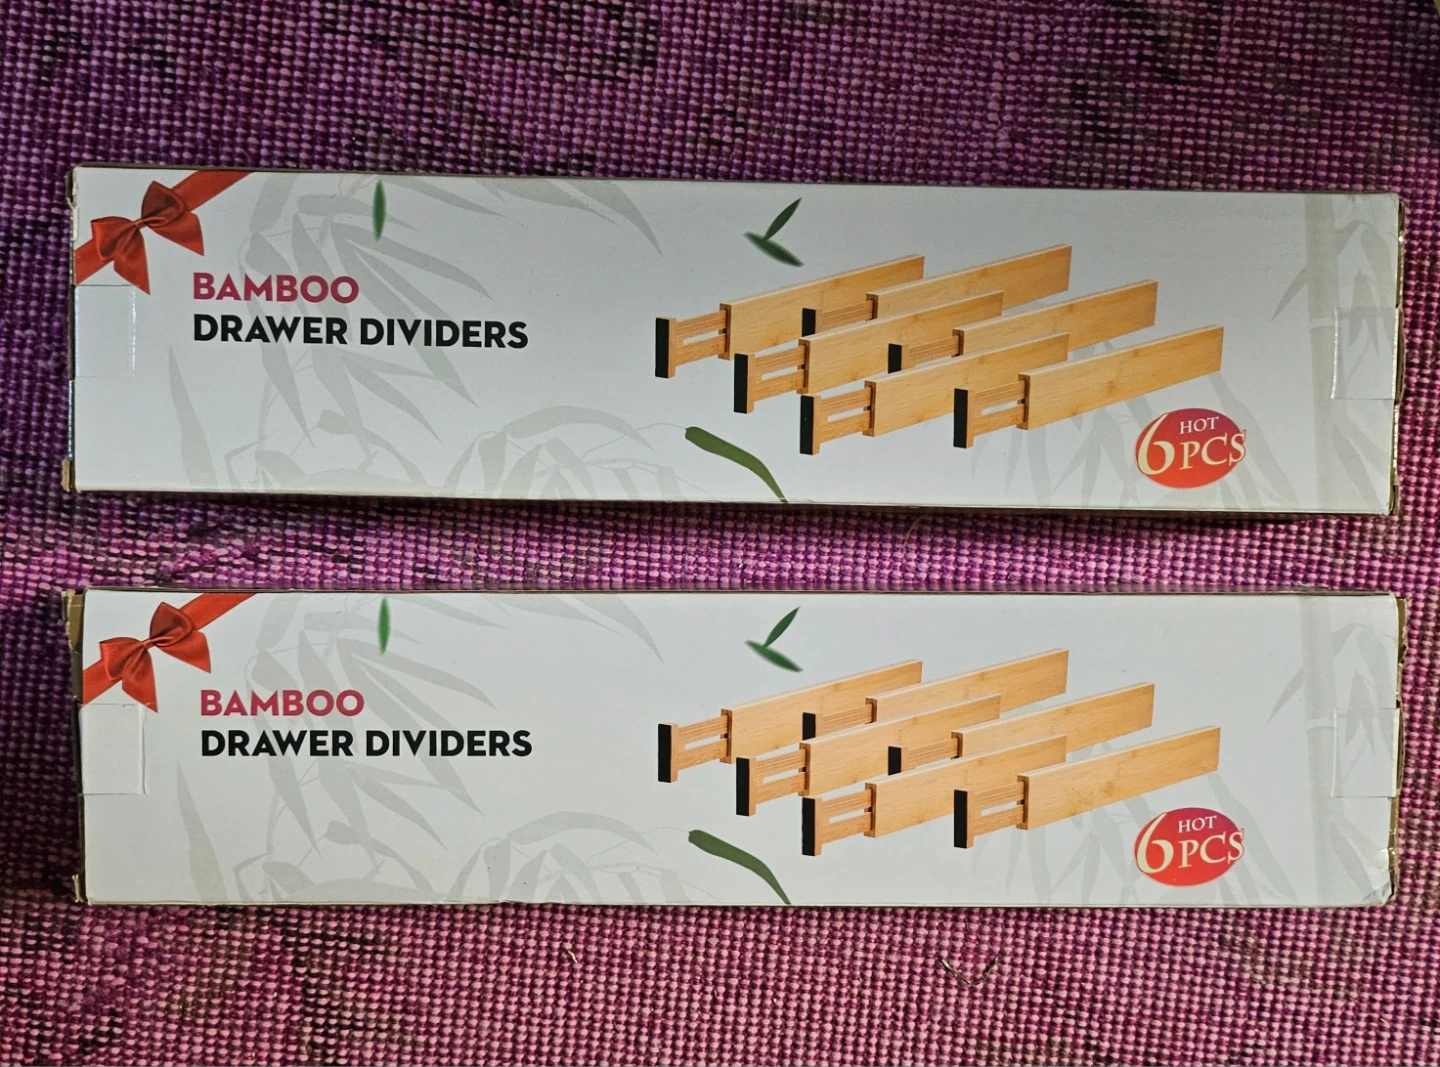 BAMBOO
DRAWER DIVIDERS
HOT
6PCS
BAMBOO
DRAWER DIVIDERS
HOT
6PCS